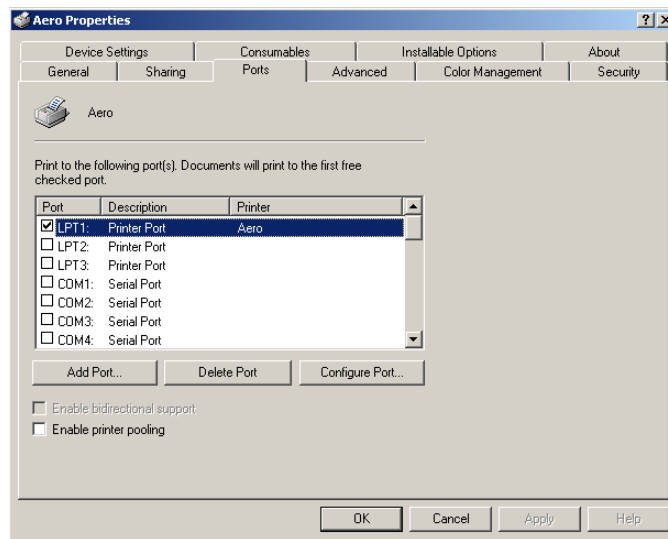 Aero Properties
Device Settings Consumables Installable Options About
General Sharing Ports Advanced Color Management Security
Aero
Print to the following port(s). Documents will print to the first free
checked port.
Port Description Printer
LPT1: Printer Port Aero
LPT2: Printer Port
LPT3: Printer Port
COM1: Serial Port
COM2: Serial Port
COM3: Serial Port
COM4: Serial Port
Add Port... Delete Port Configure Port...
Enable bidirectional support
Enable printer pooling
OK Cancel Apply Help